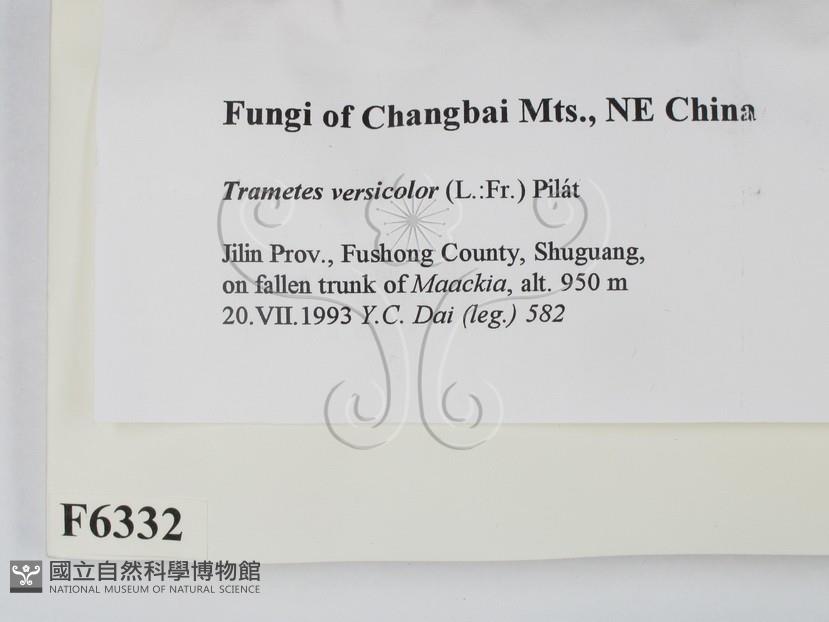 Fungi of Changbai Mts., NE China
Trametes versicolor (L.:Fr.) Pilát
Jilin Prov., Fushong County, Shuguang,
on fallen trunk of Maackia, alt. 950 m
20.VII.1993 Y.C. Dai (leg.) 582
F6332
國立自然科學博物館
NATIONAL MUSEUM OF NATURAL SCIENCE